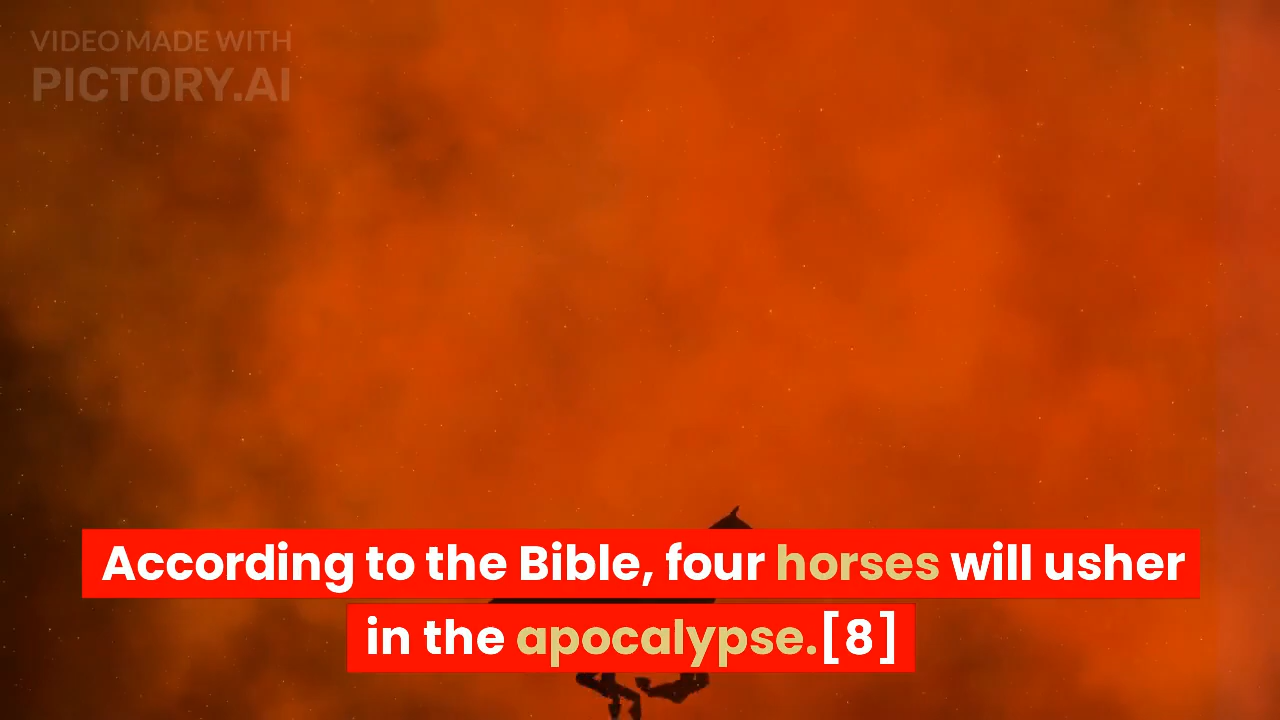 VIDEO MADE WITH
PICTORY.AI
According to the Bible, four horses will usher
in the apocalypse.[8]